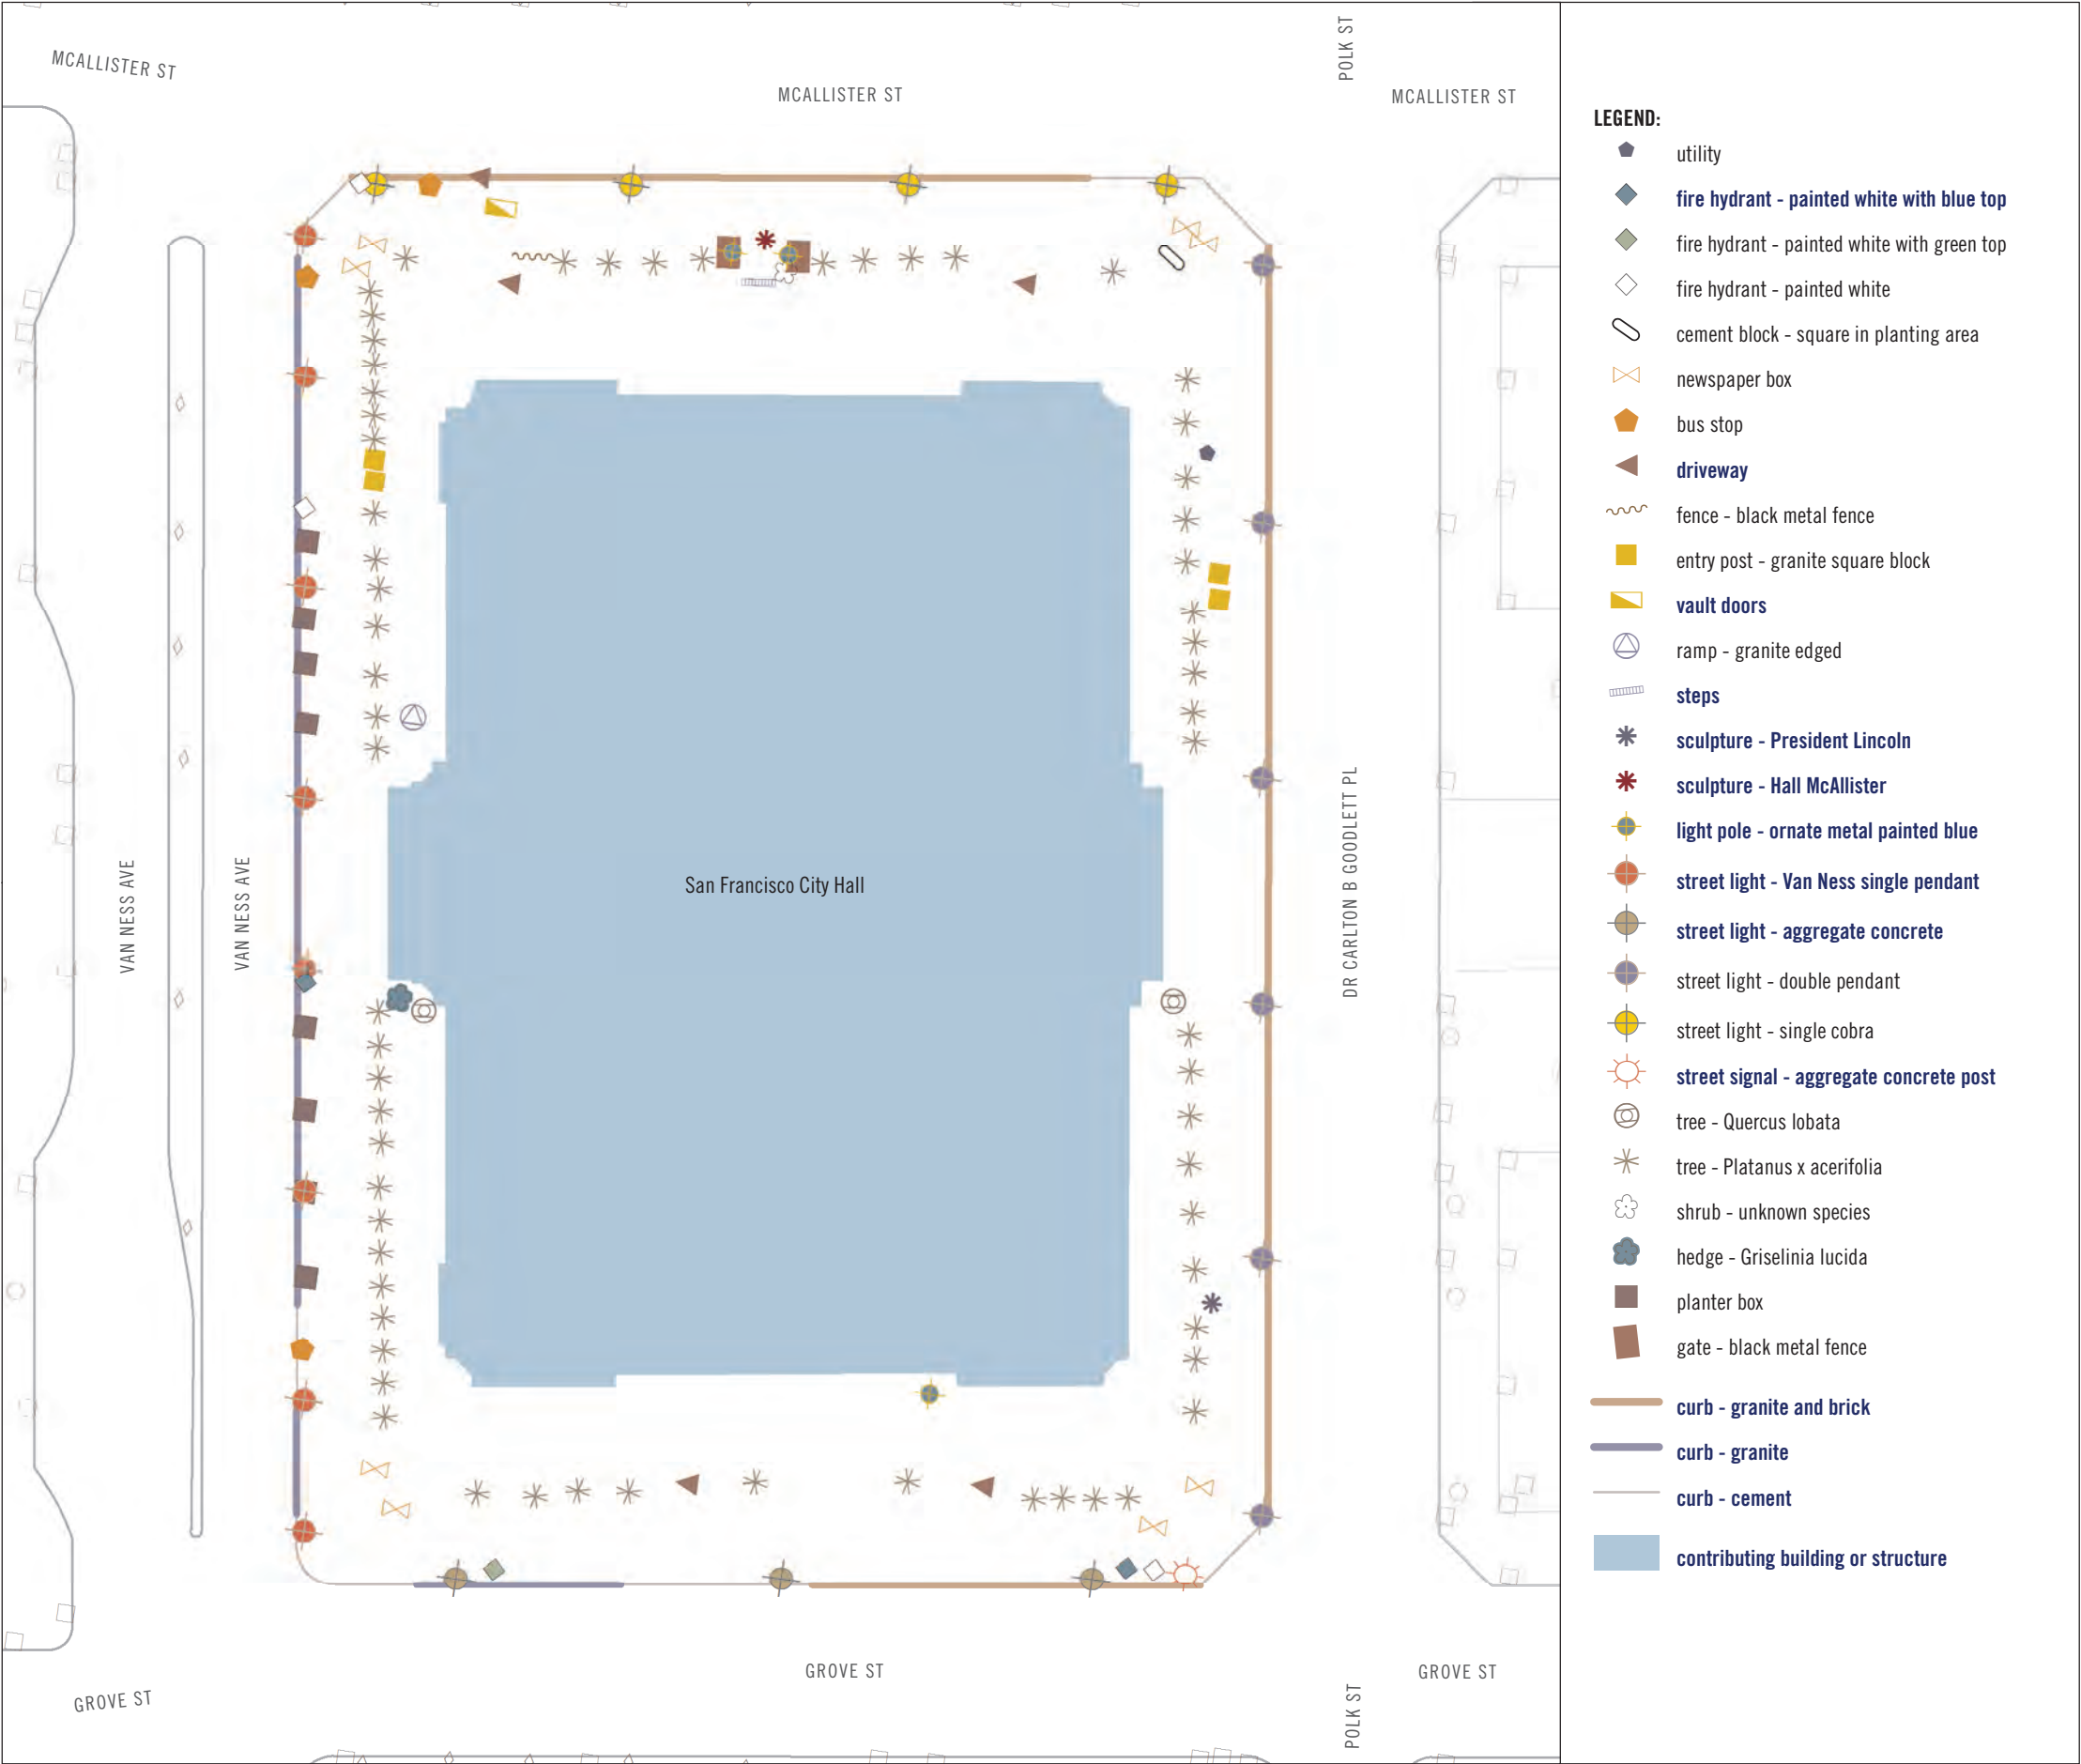 MCALLISTER ST
MCALLISTER ST
POLK ST
MCALLISTER ST
VAN NESS AVE
VAN NESS AVE
San Francisco City Hall
DR CARLTON B GOODLETT PL
GROVE ST
GROVE ST
GROVE ST
POLK ST
LEGEND:
utility
fire hydrant - painted white with blue top
fire hydrant - painted white with green top
fire hydrant - painted white
cement block - square in planting area
newspaper box
bus stop
driveway
fence - black metal fence
entry post - granite square block
vault doors
ramp - granite edged
steps
sculpture - President Lincoln
sculpture - Hall McAllister
light pole - ornate metal painted blue
street light - Van Ness single pendant
street light - aggregate concrete
street light - double pendant
street light - single cobra
street signal - aggregate concrete post
tree - Quercus lobata
tree - Platanus x acerifolia
shrub - unknown species
hedge - Griselinia lucida
planter box
gate - black metal fence
curb - granite and brick
curb - granite
curb - cement
contributing building or structure